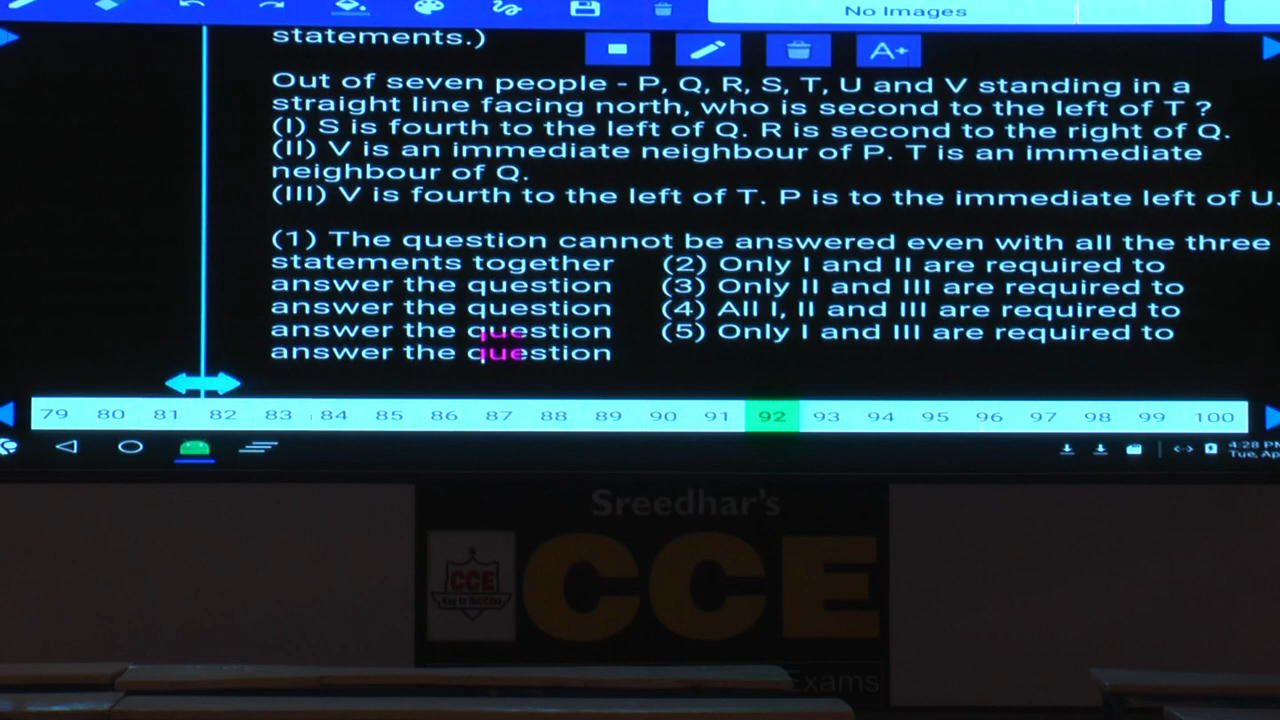 No Images
statements.)
A+
Out of seven people - P, Q, R, S, T, U and V standing in a
straight line facing north, who is second to the left of T ?
(I) S is fourth to the left of Q. R is second to the right of Q.
(II) V is an immediate neighbour of P. T is an immediate
neighbour of Q.
(III) V is fourth to the left of T. P is to the immediate left of U.
(1) The question cannot be answered even with all the three
statements together (2) Only I and II are required to
answer the question (3) Only II and III are required to
answer the question (4) All I, II and III are required to
answer the question (5) Only I and III are required to
answer the question
79 80 81 82 83 84 85 86 87 88 89 90 91 92 93 94 95 96 97 98 99 100
4:28 PM
Tue, Ap
Sreedhar's
CCE
CCE
Exams